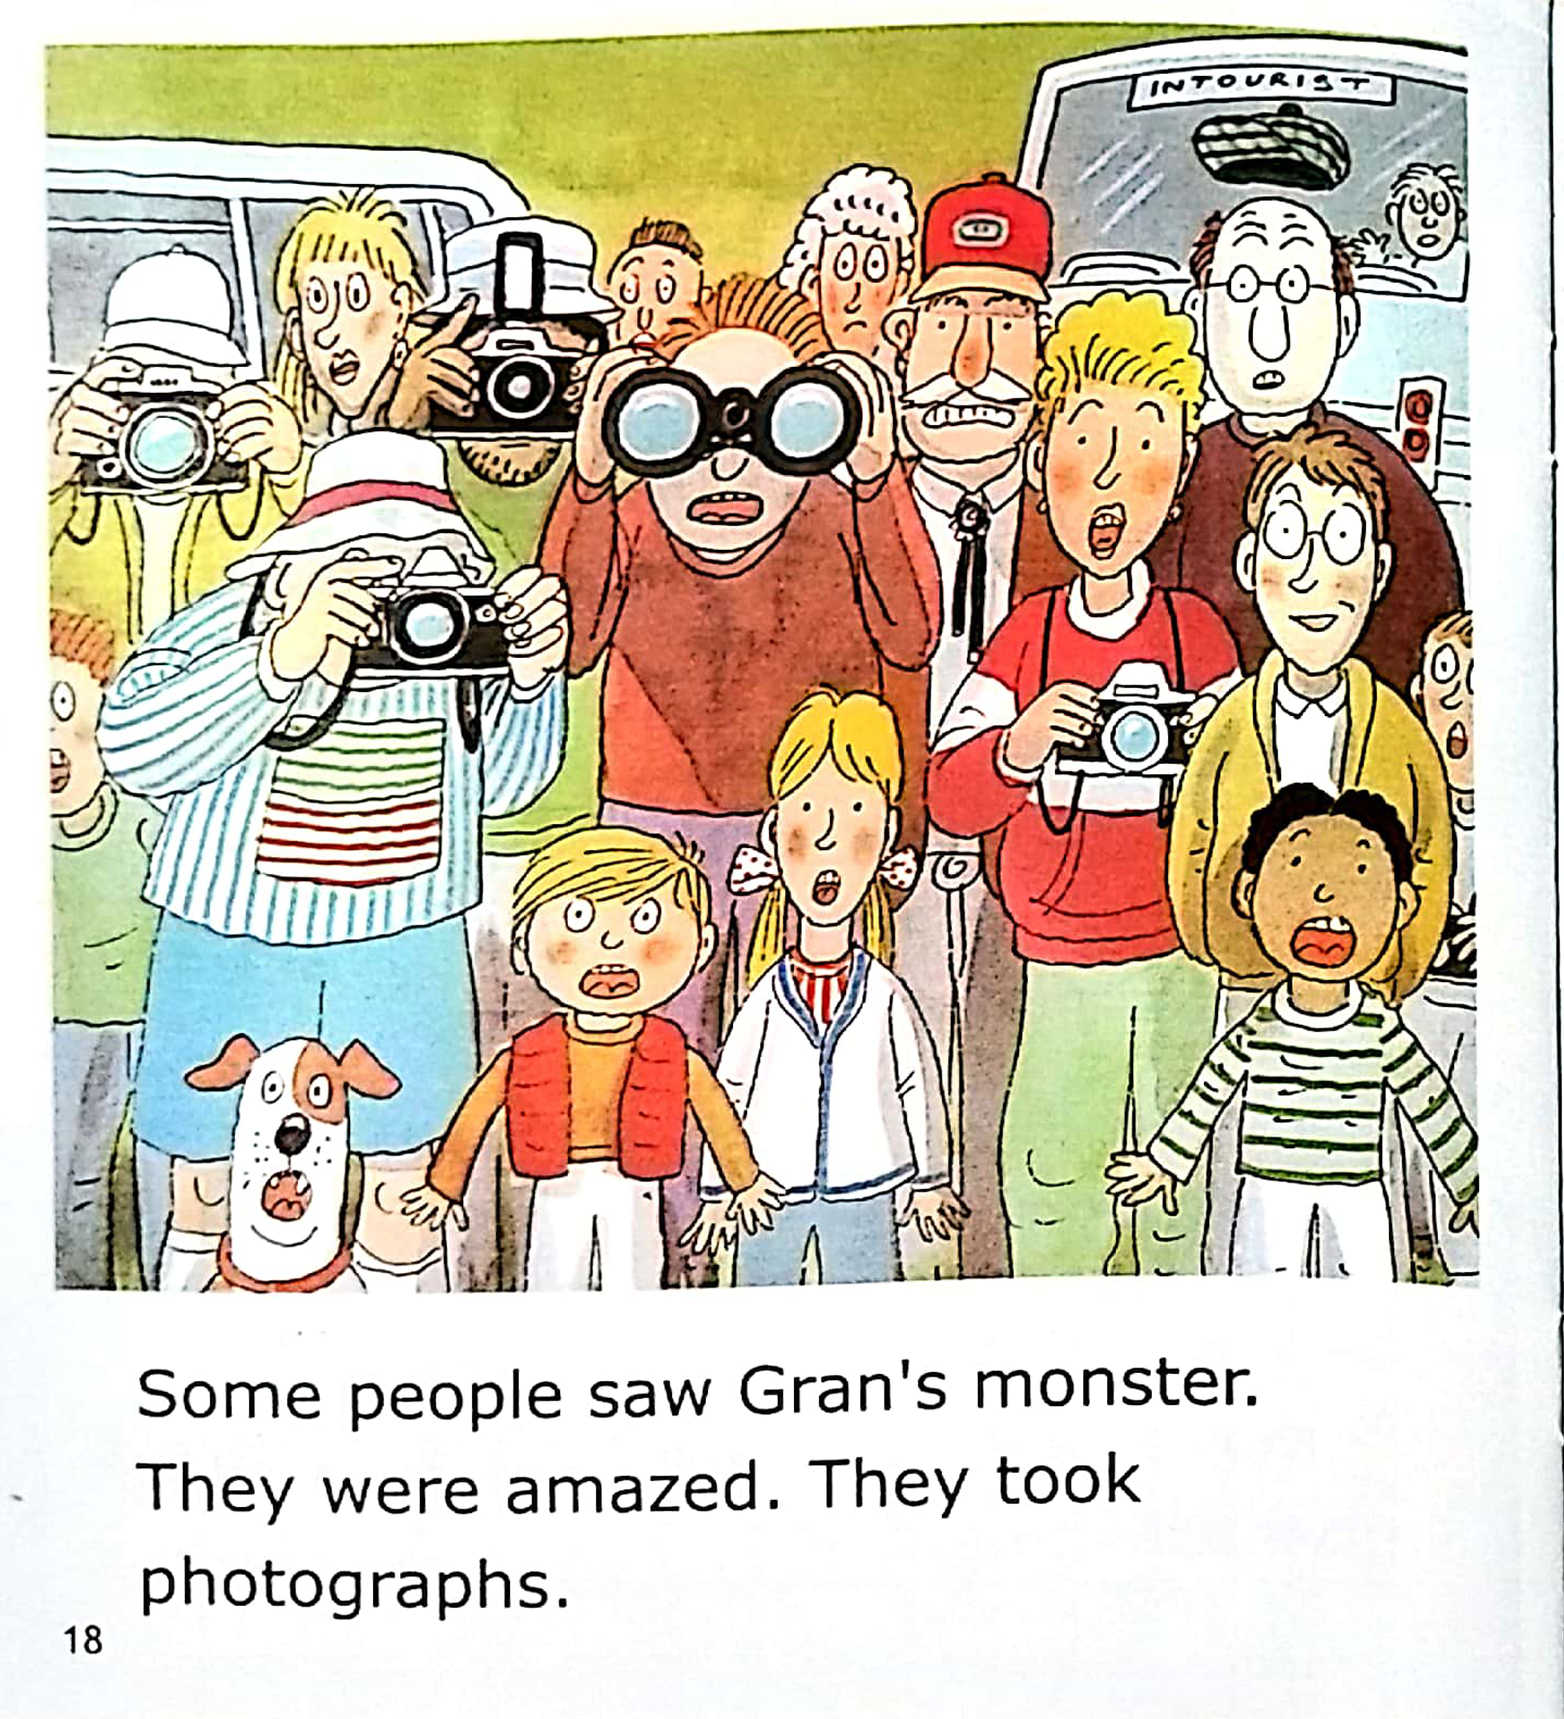 INTOURIST
Some people saw Gran's monster.
They were amazed. They took
photographs.
18